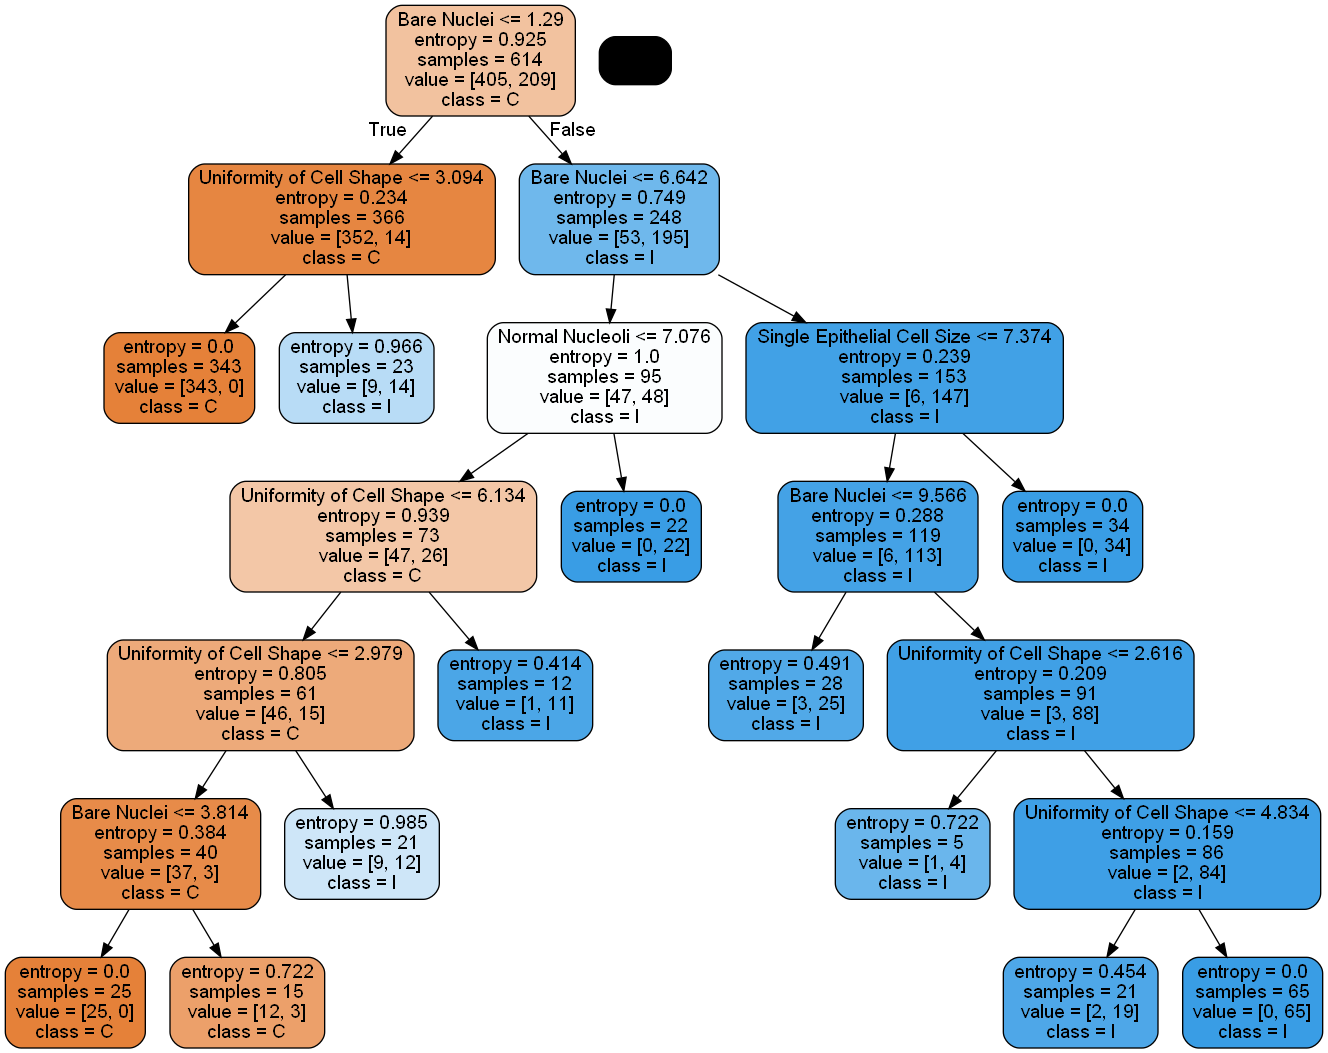 Bare Nuclei <= 1.29
entropy = 0.925
samples = 614
value = [405, 209]
class = C
True
False
Uniformity of Cell Shape <= 3.094
entropy = 0.234
samples = 366
value = [352, 14]
class = C
Bare Nuclei <= 6.642
entropy = 0.749
samples = 248
value = [53, 195]
class = I
entropy = 0.0
samples = 343
value = [343, 0]
class = C
entropy = 0.966
samples = 23
value = [9, 14]
class = I
Normal Nucleoli <= 7.076
entropy = 1.0
samples = 95
value = [47, 48]
class = I
Single Epithelial Cell Size <= 7.374
entropy = 0.239
samples = 153
value = [6, 147]
class = I
Uniformity of Cell Shape <= 6.134
entropy = 0.939
samples = 73
value = [47, 26]
class = C
entropy = 0.0
samples = 22
value = [0, 22]
class = I
Bare Nuclei <= 9.566
entropy = 0.288
samples = 119
value = [6, 113]
class = I
entropy = 0.0
samples = 34
value = [0, 34]
class = I
Uniformity of Cell Shape <= 2.979
entropy = 0.805
samples = 61
value = [46, 15]
class = C
entropy = 0.414
samples = 12
value = [1, 11]
class = I
entropy = 0.491
samples = 28
value = [3, 25]
class = I
Uniformity of Cell Shape <= 2.616
entropy = 0.209
samples = 91
value = [3, 88]
class = I
Bare Nuclei <= 3.814
entropy = 0.384
samples = 40
value = [37, 3]
class = C
entropy = 0.985
samples = 21
value = [9, 12]
class = I
entropy = 0.722
samples = 5
value = [1, 4]
class = I
Uniformity of Cell Shape <= 4.834
entropy = 0.159
samples = 86
value = [2, 84]
class = I
entropy = 0.0
samples = 25
value = [25, 0]
class = C
entropy = 0.722
samples = 15
value = [12, 3]
class = C
entropy = 0.454
samples = 21
value = [2, 19]
class = I
entropy = 0.0
samples = 65
value = [0, 65]
class = I